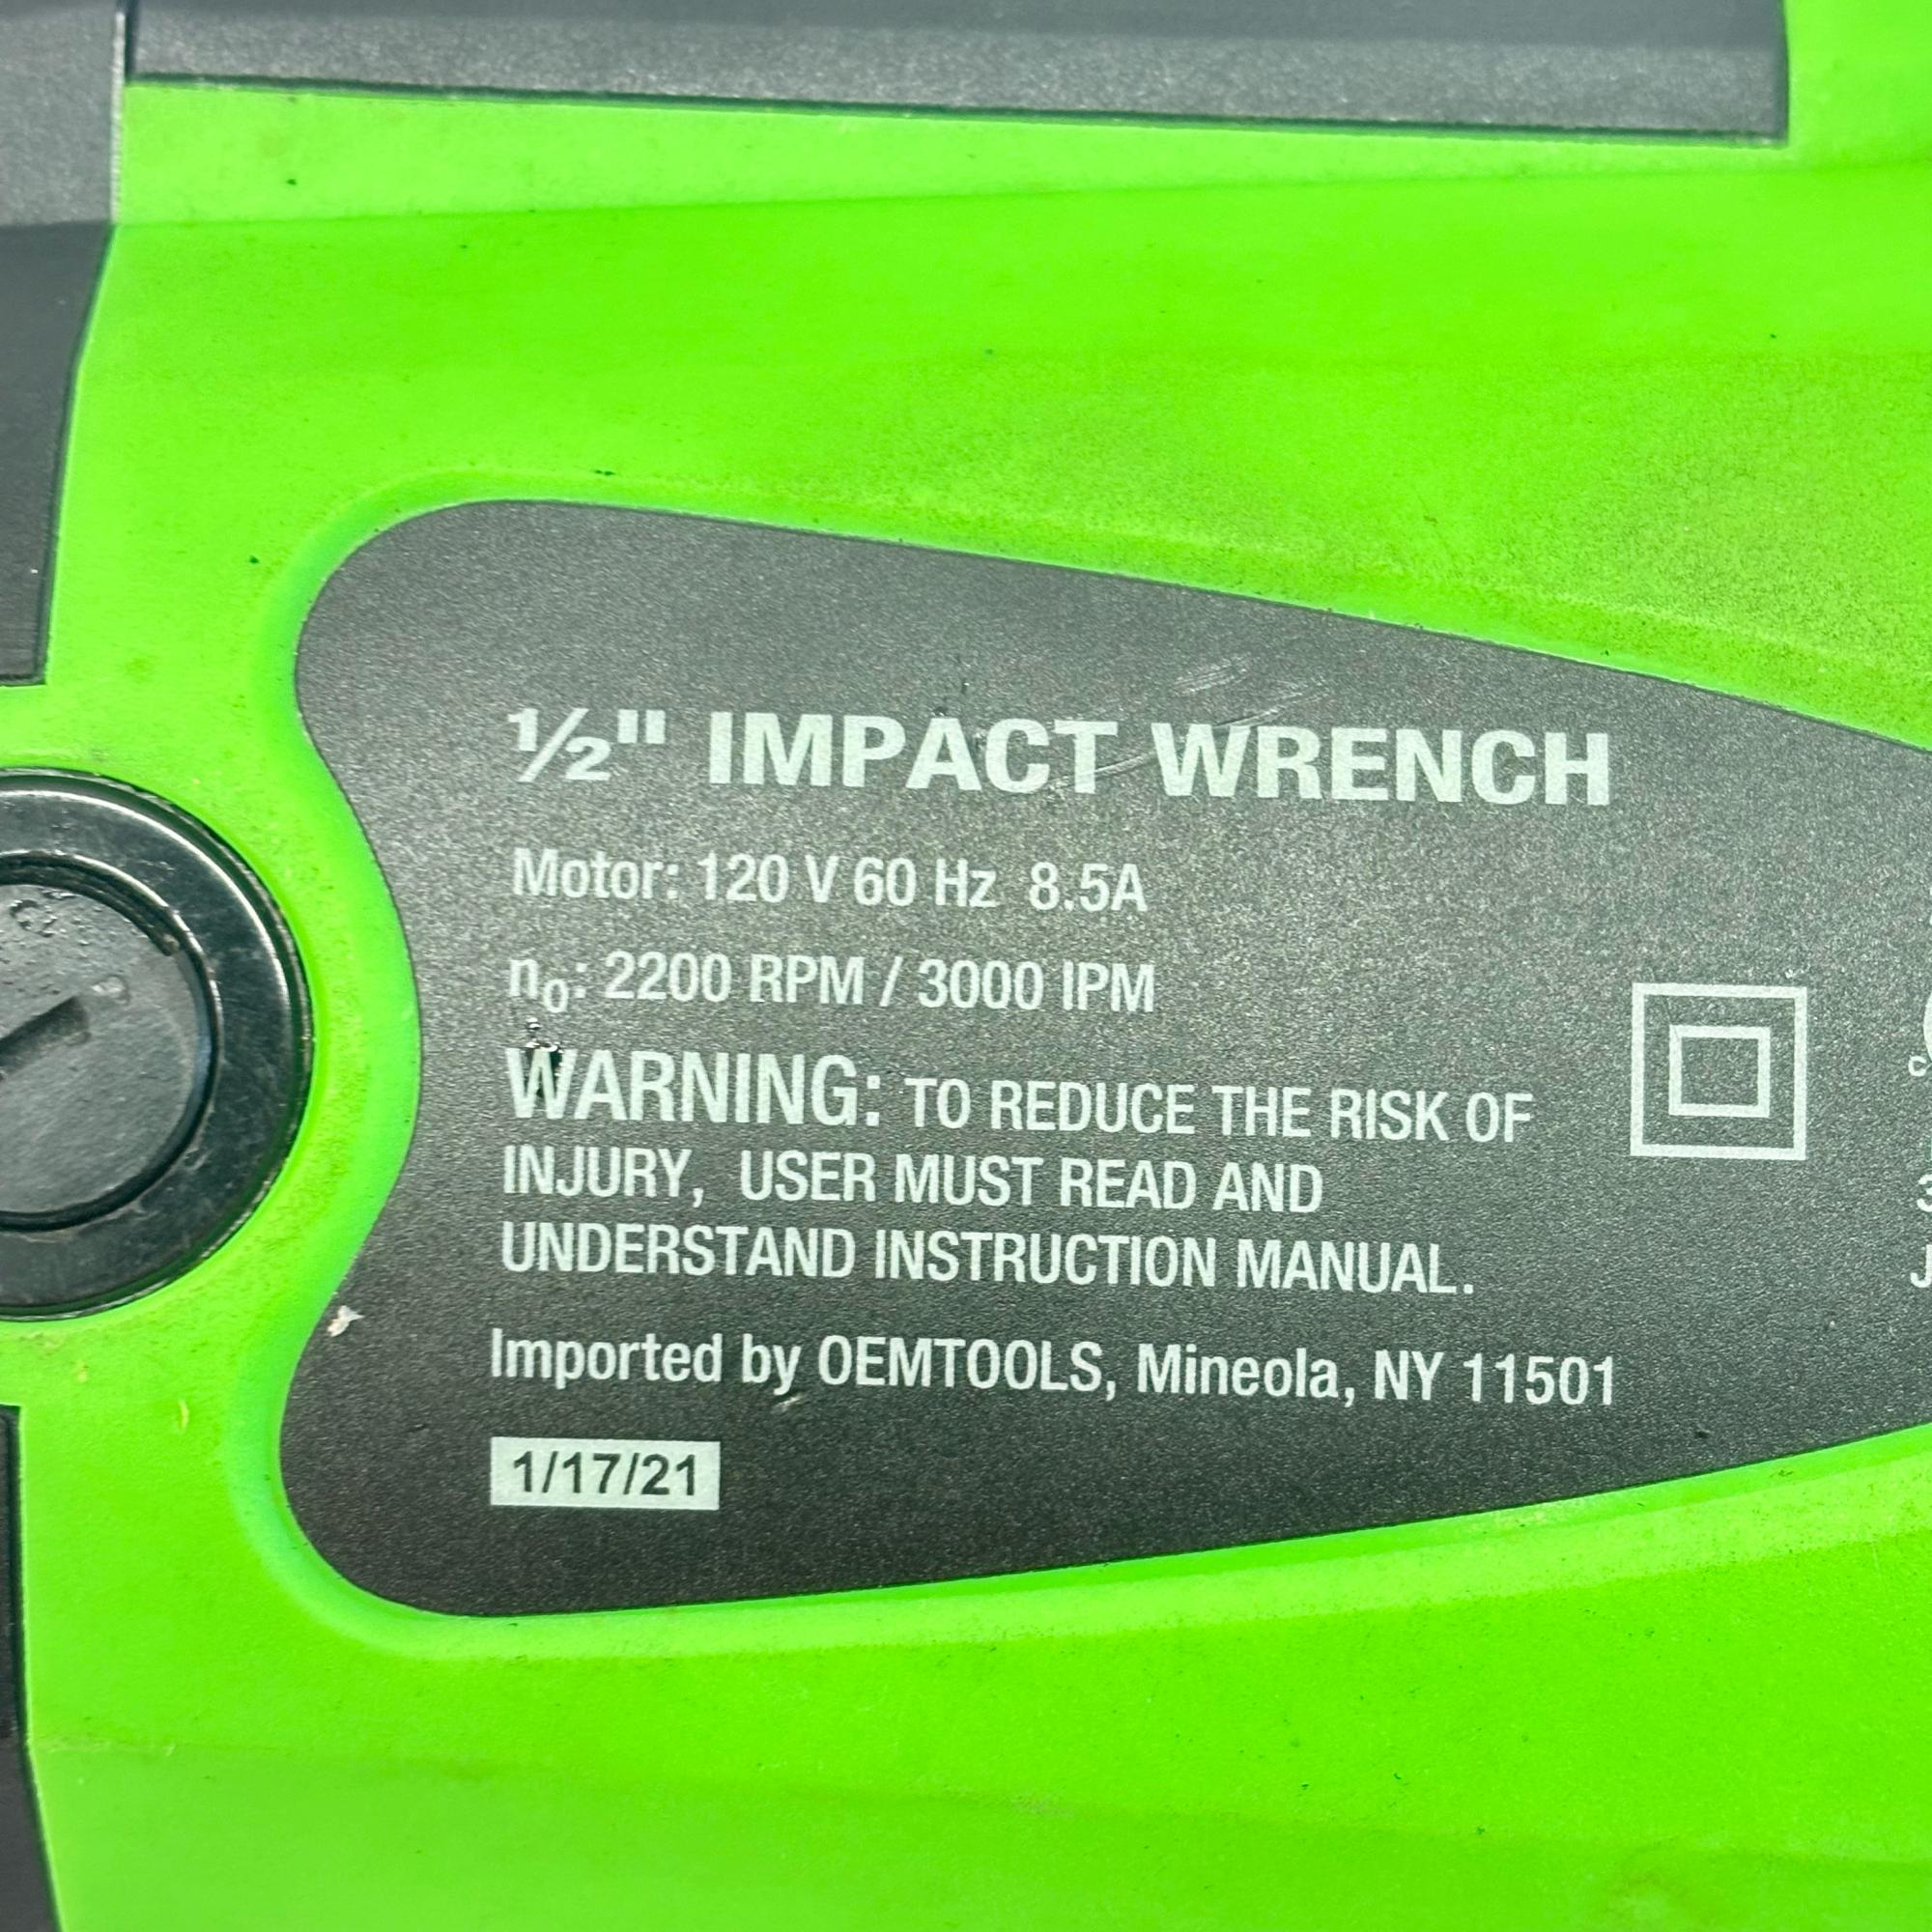 ½" IMPACT WRENCH
Motor: 120 V 60 Hz 8.5A
n₀: 2200 RPM / 3000 IPM
WARNING: TO REDUCE THE RISK OF
INJURY, USER MUST READ AND
UNDERSTAND INSTRUCTION MANUAL.
Imported by OEMTOOLS, Mineola, NY 11501
1/17/21